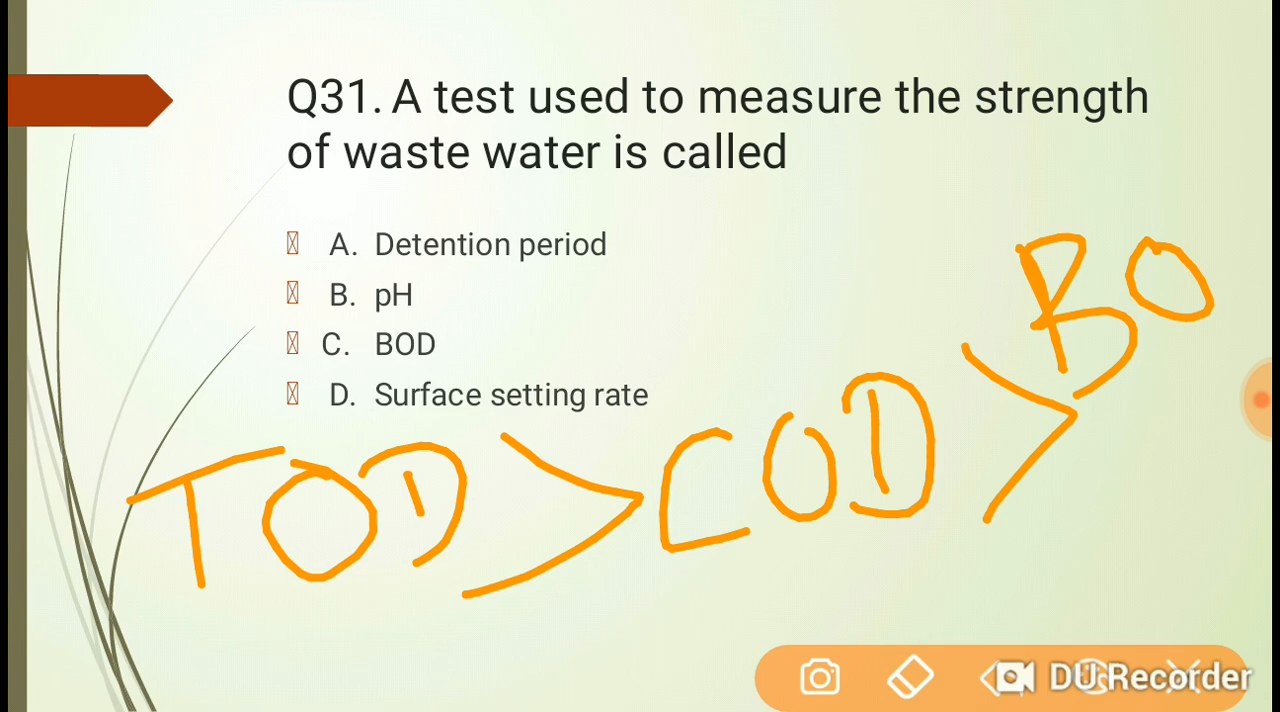 Q31. A test used to measure the strength
of waste water is called
A. Detention period
B. pH
C. BOD
D. Surface setting rate
TOD > COD > BO
DU Recorder